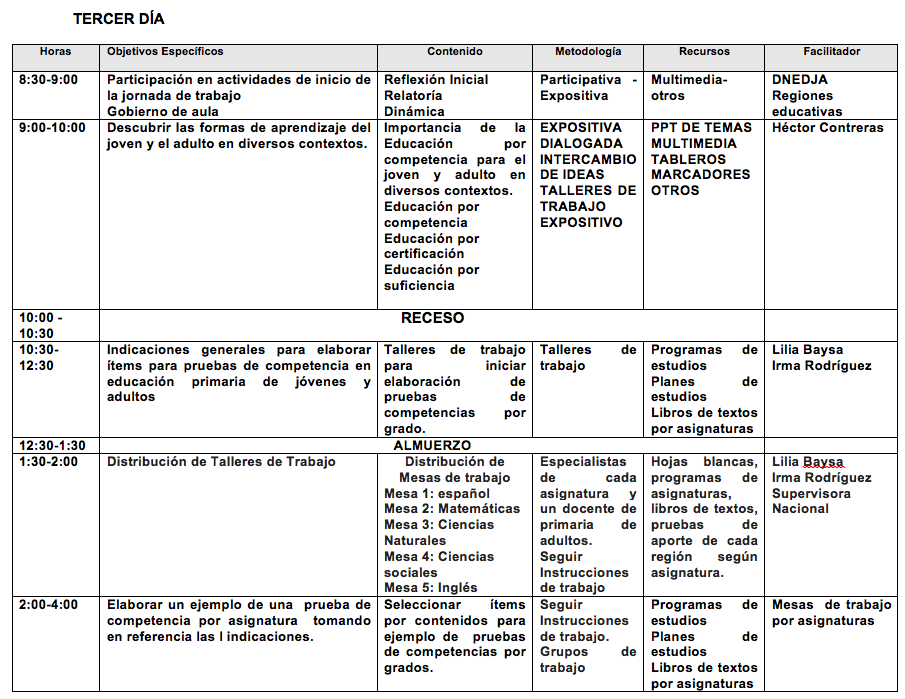 TERCER DÍA
Horas
Objetivos Específicos
Contenido
Metodología
Recursos
Facilitador
8:30-9:00
Participación en actividades de inicio de
la jornada de trabajo
Gobierno de aula
Reflexión Inicial
Relatoría
Dinámica
Participativa -
Expositiva
Multimedia-
otros
DNEDJA
Regiones
educativas
9:00-10:00
Descubrir las formas de aprendizaje del
joven y el adulto en diversos contextos.
Importancia de la
Educación por
competencia para el
joven y adulto en
diversos contextos.
Educación por
competencia
Educación por
certificación
Educación por
suficiencia
EXPOSITIVA
DIALOGADA
INTERCAMBIO
DE IDEAS
TALLERES DE
TRABAJO
EXPOSITIVO
PPT DE TEMAS
MULTIMEDIA
TABLEROS
MARCADORES
OTROS
Héctor Contreras
10:00 -
10:30
RECESO
10:30-
12:30
Indicaciones generales para elaborar
ítems para pruebas de competencia en
educación primaria de jóvenes y
adultos
Talleres de trabajo
para iniciar
elaboración de
pruebas de
competencias por
grado.
Talleres de
trabajo
Programas de
estudios
Planes de
estudios
Libros de textos
por asignaturas
Lilia Baysa
Irma Rodríguez
12:30-1:30
ALMUERZO
1:30-2:00
Distribución de Talleres de Trabajo
Distribución de
Mesas de trabajo
Mesa 1: español
Mesa 2: Matemáticas
Mesa 3: Ciencias
Naturales
Mesa 4: Ciencias
sociales
Mesa 5: Inglés
Especialistas
de cada
asignatura y
un docente de
primaria de
adultos.
Seguir
Instrucciones
de trabajo
Hojas blancas,
programas de
asignaturas,
libros de textos,
pruebas de
aporte de cada
región según
asignatura.
Lilia Baysa
Irma Rodríguez
Supervisora
Nacional
2:00-4:00
Elaborar un ejemplo de una prueba de
competencia por asignatura tomando
en referencia las l indicaciones.
Seleccionar ítems
por contenidos para
ejemplo de pruebas
de competencias por
grados.
Seguir
Instrucciones
de trabajo.
Grupos de
trabajo
Programas de
estudios
Planes de
estudios
Libros de textos
por asignaturas
Mesas de trabajo
por asignaturas